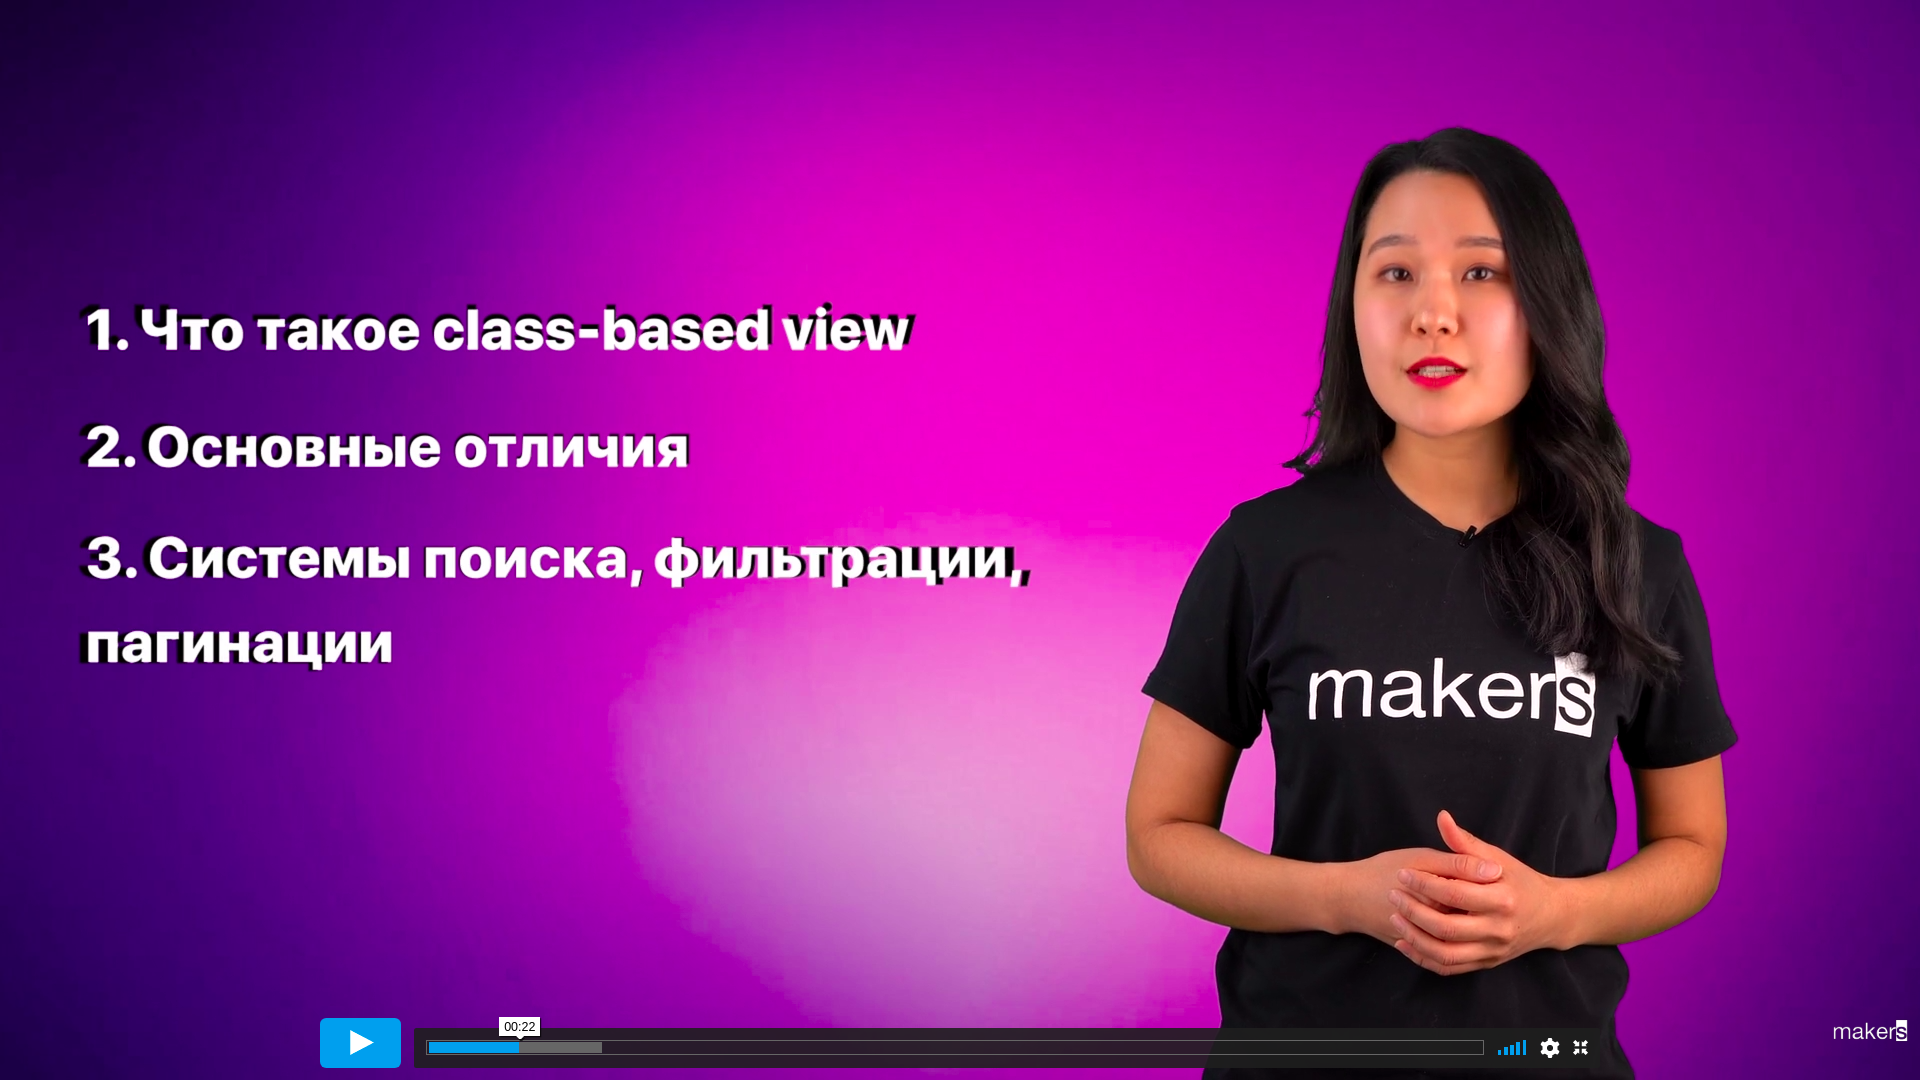 1. Что такое class-based view
2. Основные отличия
3. Системы поиска, фильтрации,
пагинации
makers
00:22
makers